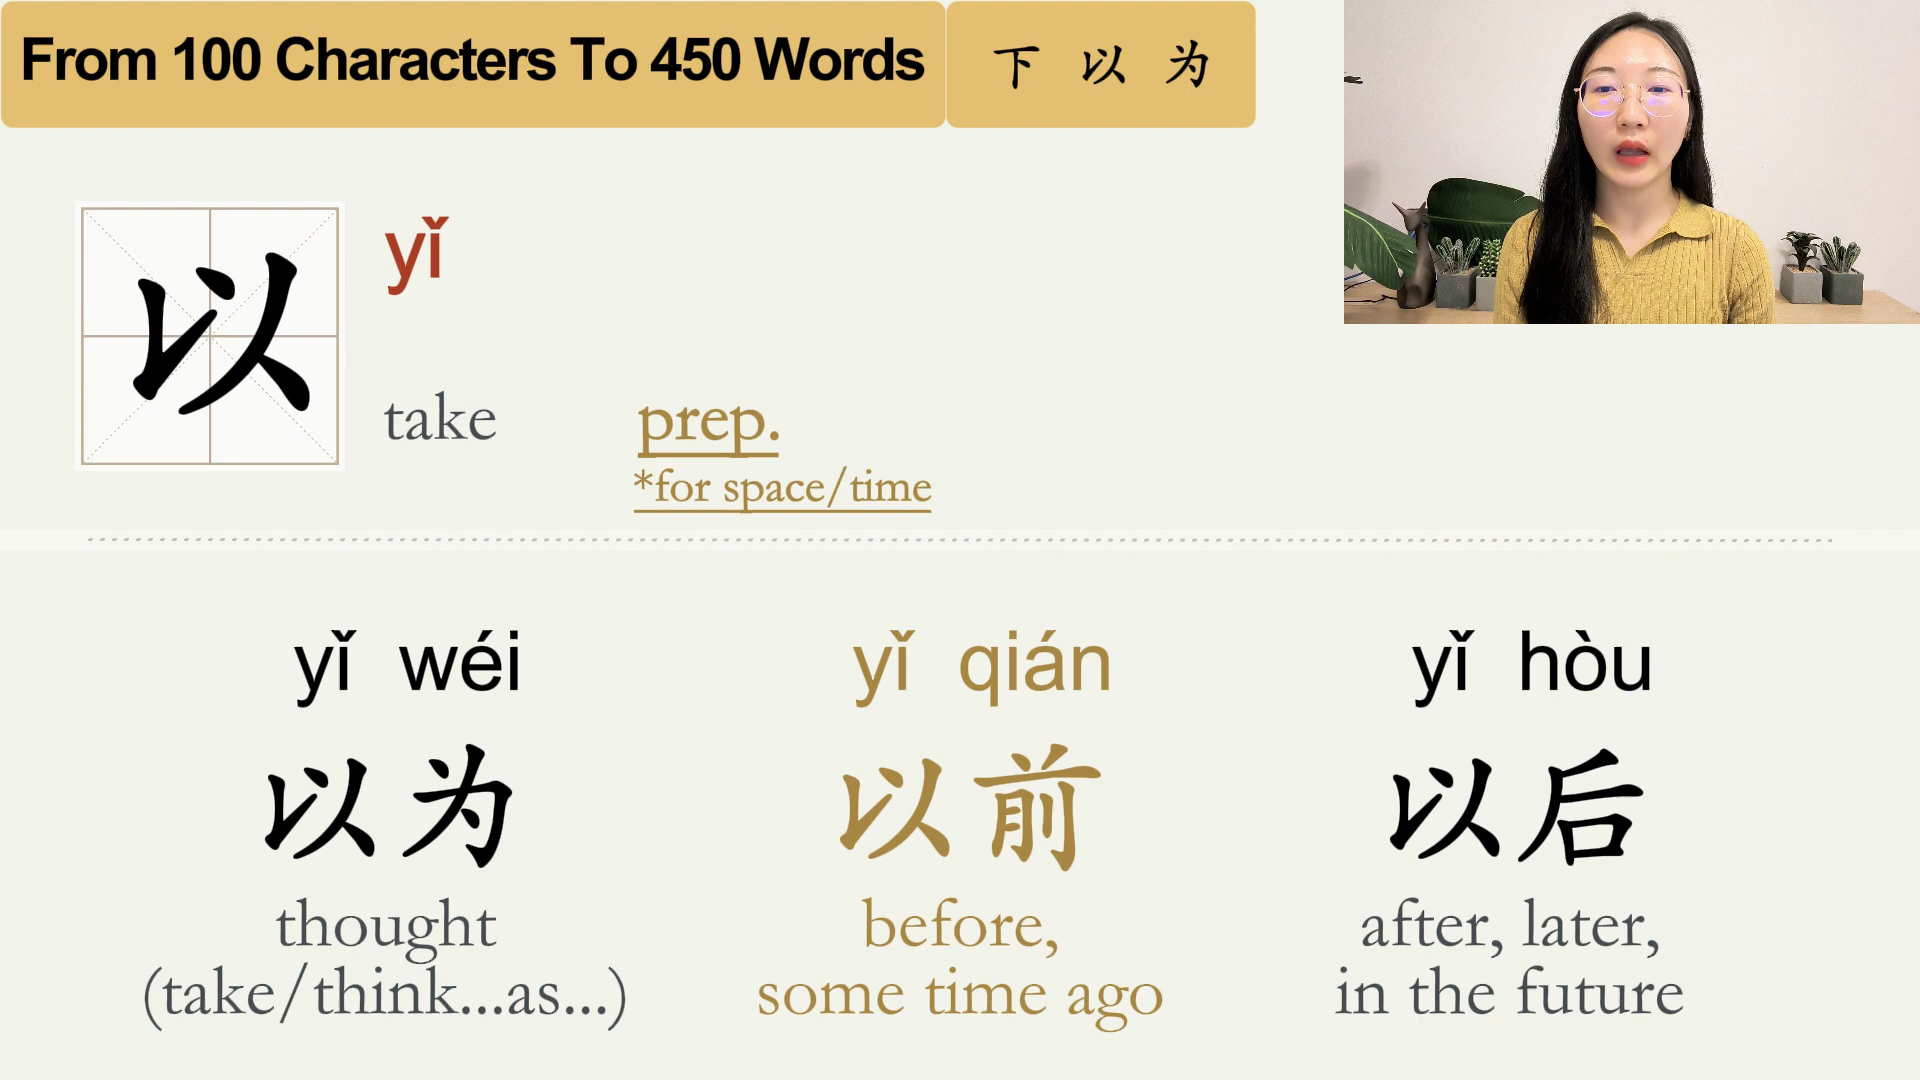 From 100 Characters To 450 Words
下 以 为
以
yǐ
take
prep.
*for space/time
yǐ wéi
以为
thought
(take/think...as...)
yǐ qián
以前
before,
some time ago
yǐ hòu
以后
after, later,
in the future